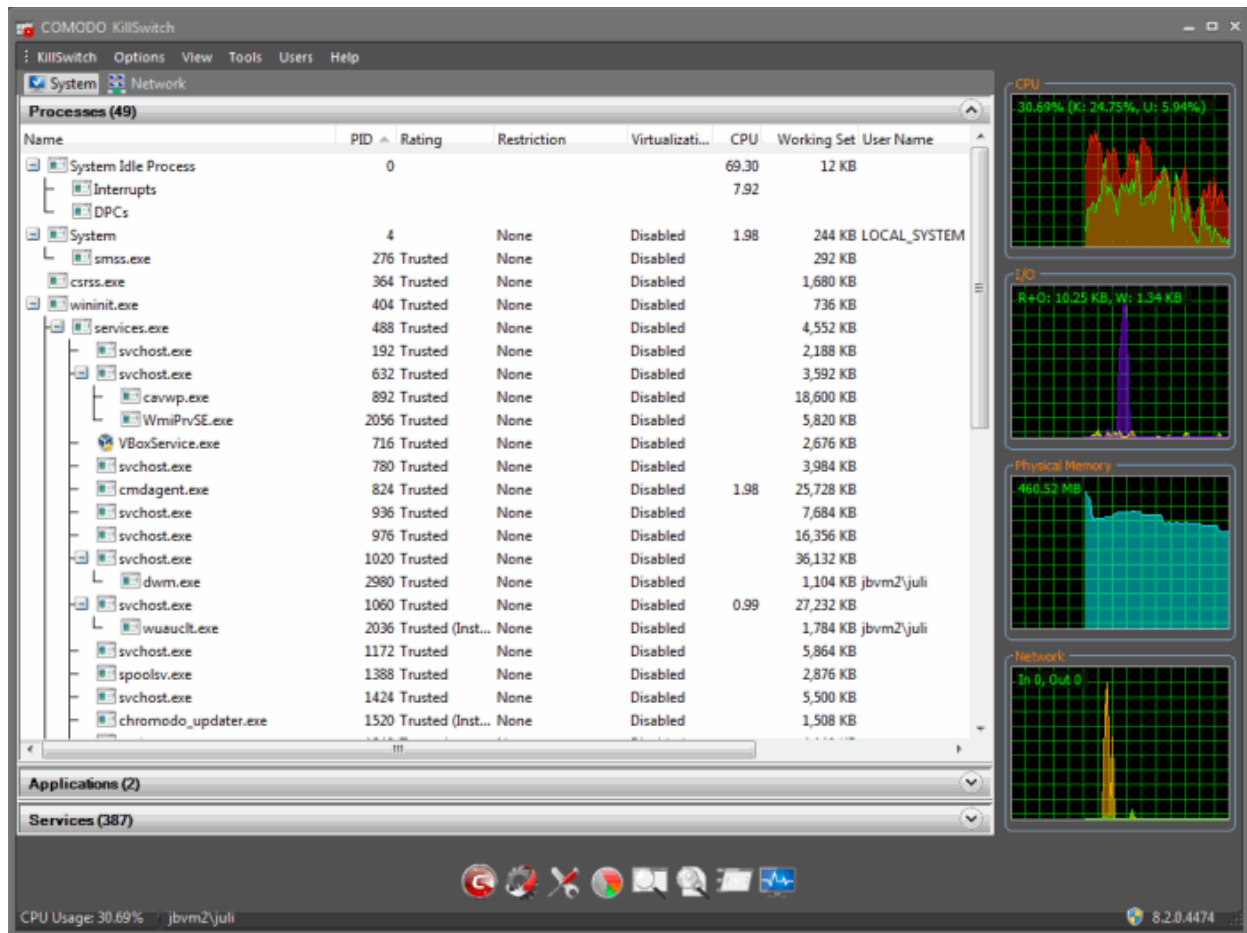 COMODO KillSwitch
KillSwitch Options View Tools Users Help
System Network
Processes (49)
Name PID Rating Restriction Virtualizati... CPU Working Set User Name
System Idle Process 0 69.30 12 KB
Interrupts 7.92
DPCs
System 4 None Disabled 1.98 244 KB LOCAL_SYSTEM
smss.exe 276 Trusted None Disabled 292 KB
csrss.exe 364 Trusted None Disabled 1,680 KB
wininit.exe 404 Trusted None Disabled 736 KB
services.exe 488 Trusted None Disabled 4,552 KB
svchost.exe 192 Trusted None Disabled 2,188 KB
svchost.exe 632 Trusted None Disabled 3,592 KB
cavwp.exe 892 Trusted None Disabled 18,600 KB
WmiPrvSE.exe 2056 Trusted None Disabled 5,820 KB
VBoxService.exe 716 Trusted None Disabled 2,676 KB
svchost.exe 780 Trusted None Disabled 3,984 KB
cmdagent.exe 824 Trusted None Disabled 1.98 25,728 KB
svchost.exe 936 Trusted None Disabled 7,684 KB
svchost.exe 976 Trusted None Disabled 16,356 KB
svchost.exe 1020 Trusted None Disabled 36,132 KB
dwm.exe 2980 Trusted None Disabled 1,104 KB jbvm2\juli
svchost.exe 1060 Trusted None Disabled 0.99 27,232 KB
wuauclt.exe 2036 Trusted (Inst... None Disabled 1,784 KB jbvm2\juli
svchost.exe 1172 Trusted None Disabled 5,864 KB
spoolsv.exe 1388 Trusted None Disabled 2,876 KB
svchost.exe 1424 Trusted None Disabled 5,500 KB
chromodo_updater.exe 1520 Trusted (Inst... None Disabled 1,508 KB
Applications (2)
Services (387)
CPU
30.69% (K: 24.75%, U: 5.94%)
I/O
R+O: 10.25 KB, W: 1.34 KB
Physical Memory
460.52 MB
Network
In 0, Out 0
CPU Usage: 30.69% jbvm2\juli 8.2.0.4474